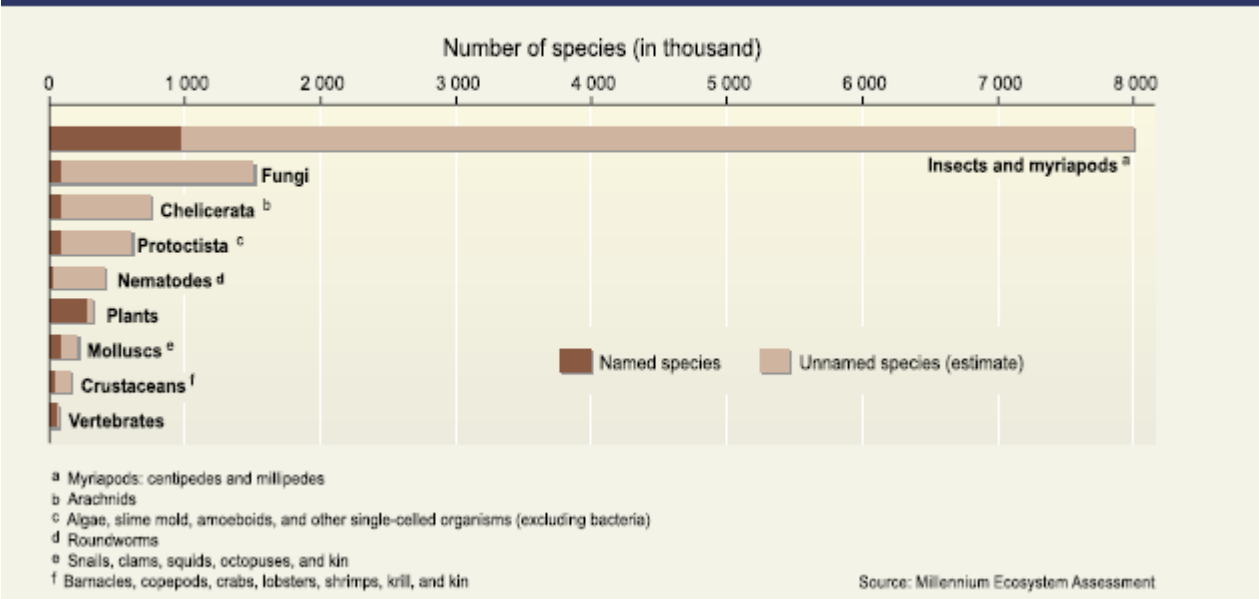 Number of species (in thousand)
0 1 000 2 000 3 000 4 000 5 000 6 000 7 000 8 000
Insects and myriapods a
Fungi
Chelicerata b
Protoctista c
Nematodes d
Plants
Molluscs e
Named species Unnamed species (estimate)
Crustaceans f
Vertebrates
a Myriapods: centipedes and millipedes
b Arachnids
c Algae, slime mold, amoeboids, and other single-celled organisms (excluding bacteria)
d Roundworms
e Snails, clams, squids, octopuses, and kin
f Barnacles, copepods, crabs, lobsters, shrimps, krill, and kin
Source: Millennium Ecosystem Assessment